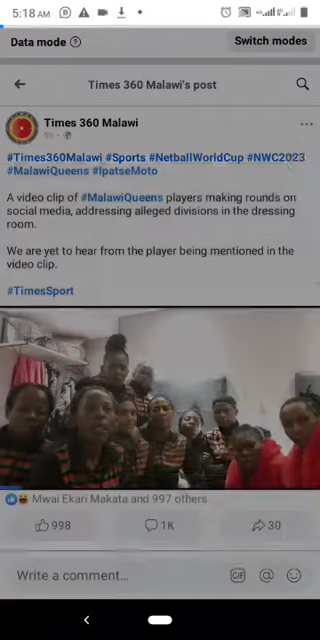 5:18 AM
Data mode
Switch modes
Times 360 Malawi's post
Times 360 Malawi
5h
#Times360Malawi #Sports #NetballWorldCup #NWC2023
#MalawiQueens #IpatseMoto
A video clip of #MalawiQueens players making rounds on
social media, addressing alleged divisions in the dressing
room.
We are yet to hear from the player being mentioned in the
video clip.
#TimesSport
Mwai Ekari Makata and 997 others
998
1K
30
Write a comment...
GIF